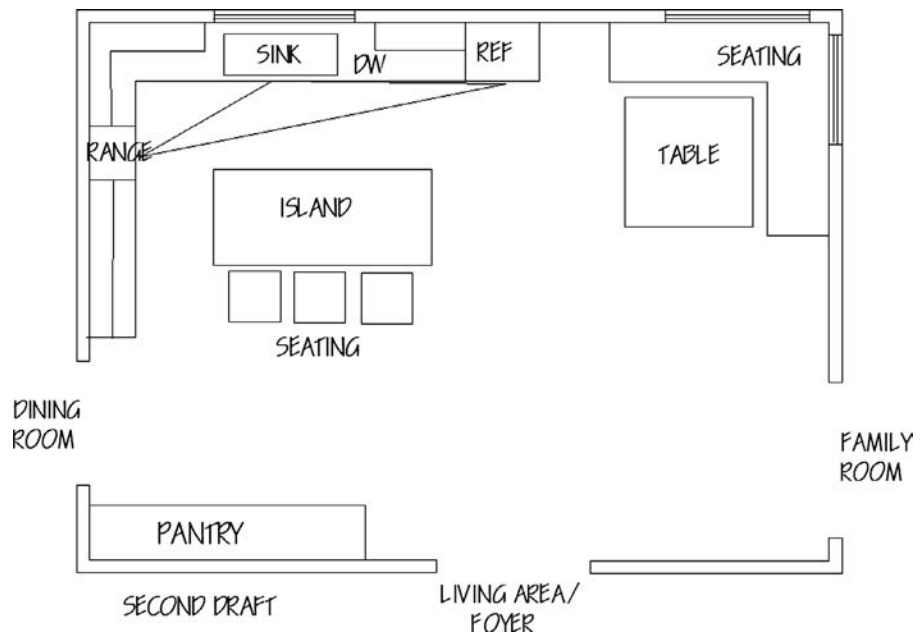 SINK
DW
REF
SEATING
RANGE
TABLE
ISLAND
SEATING
DINING
ROOM
FAMILY
ROOM
PANTRY
SECOND DRAFT
LIVING AREA/
FOYER